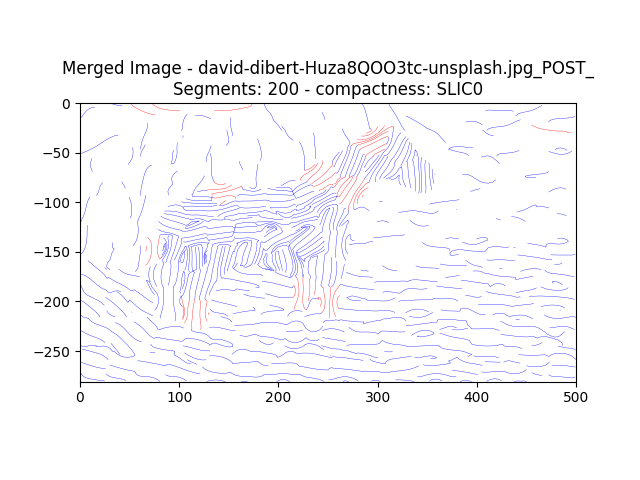 Merged Image - david-dibert-Huza8QOO3tc-unsplash.jpg_POST_
Segments: 200 - compactness: SLIC0
0
−50
−100
−150
−200
−250
0 100 200 300 400 500